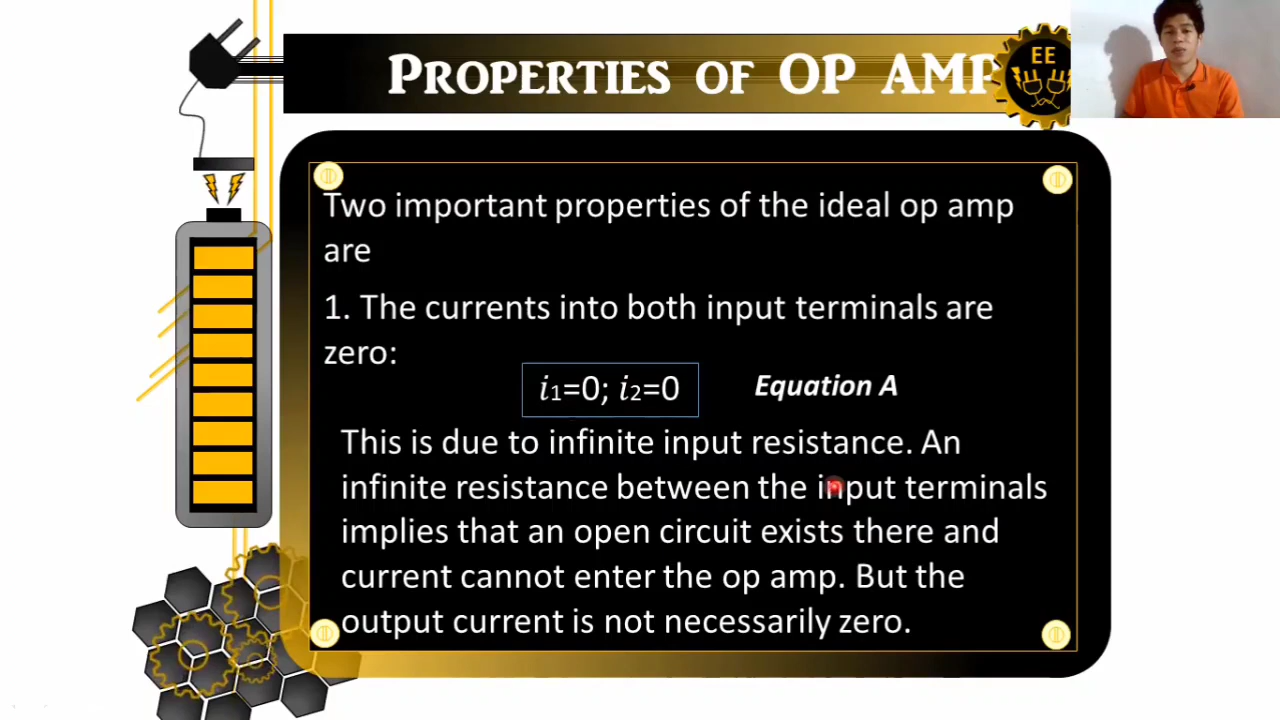 PROPERTIES OF OP AMP
EE
Two important properties of the ideal op amp
are
1. The currents into both input terminals are
zero:
i1=0; i2=0
Equation A
This is due to infinite input resistance. An
infinite resistance between the input terminals
implies that an open circuit exists there and
current cannot enter the op amp. But the
output current is not necessarily zero.